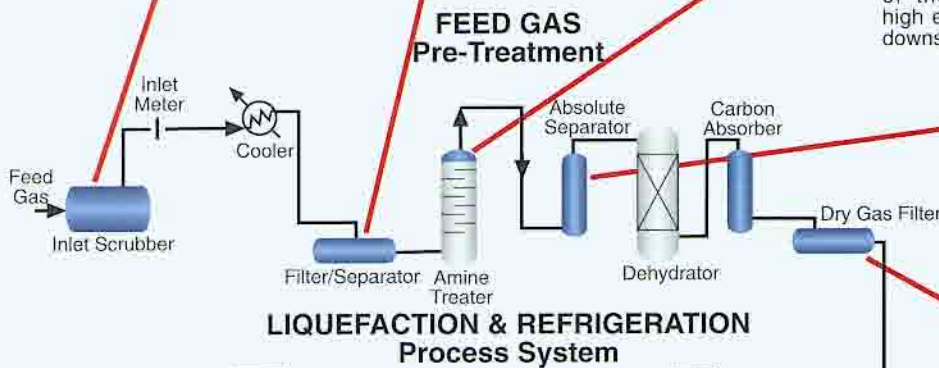 FEED GAS
Pre-Treatment
high
downs
Inlet
Meter
Cooler
Feed
Gas
Inlet Scrubber
Filter/Separator
Amine
Treater
Absolute
Separator
Dehydrator
Carbon
Absorber
Dry Gas Filter
LIQUEFACTION & REFRIGERATION
Process System